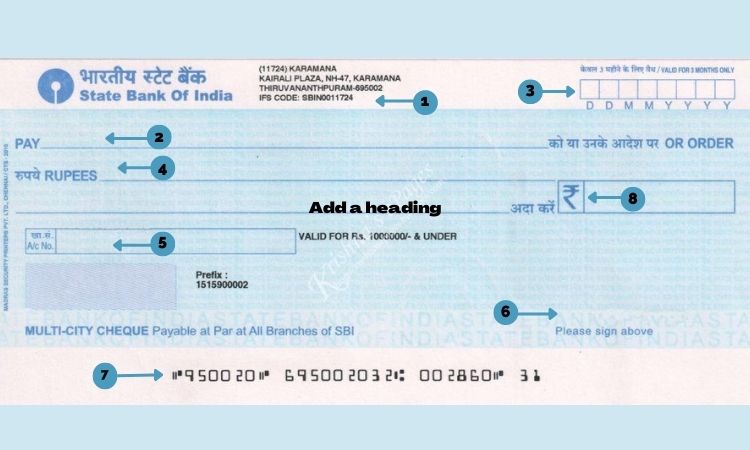 भारतीय स्टेट बैंक
State Bank Of India
(11724) KARAMANA
KAIRALI PLAZA, NH-47, KARAMANA
THIRUVANANTHPURAM-695002
IFS CODE: SBIN0011724
1
3
केवल ३ महीने के लिए वैध / VALID FOR 3 MONTHS ONLY
D D M M Y Y Y Y
PAY
2
को या उनके आदेश पर OR ORDER
रुपये RUPEES
4
Add a heading
अदा करें ₹
8
खा.सं.
A/c No.
5
VALID FOR Rs. 1000000/- & UNDER
Prefix :
1515900002
6
MULTI-CITY CHEQUE Payable at Par at All Branches of SBI
Please sign above
7
⑈950020⑈ 695002032⑆ 002860⑈ 31